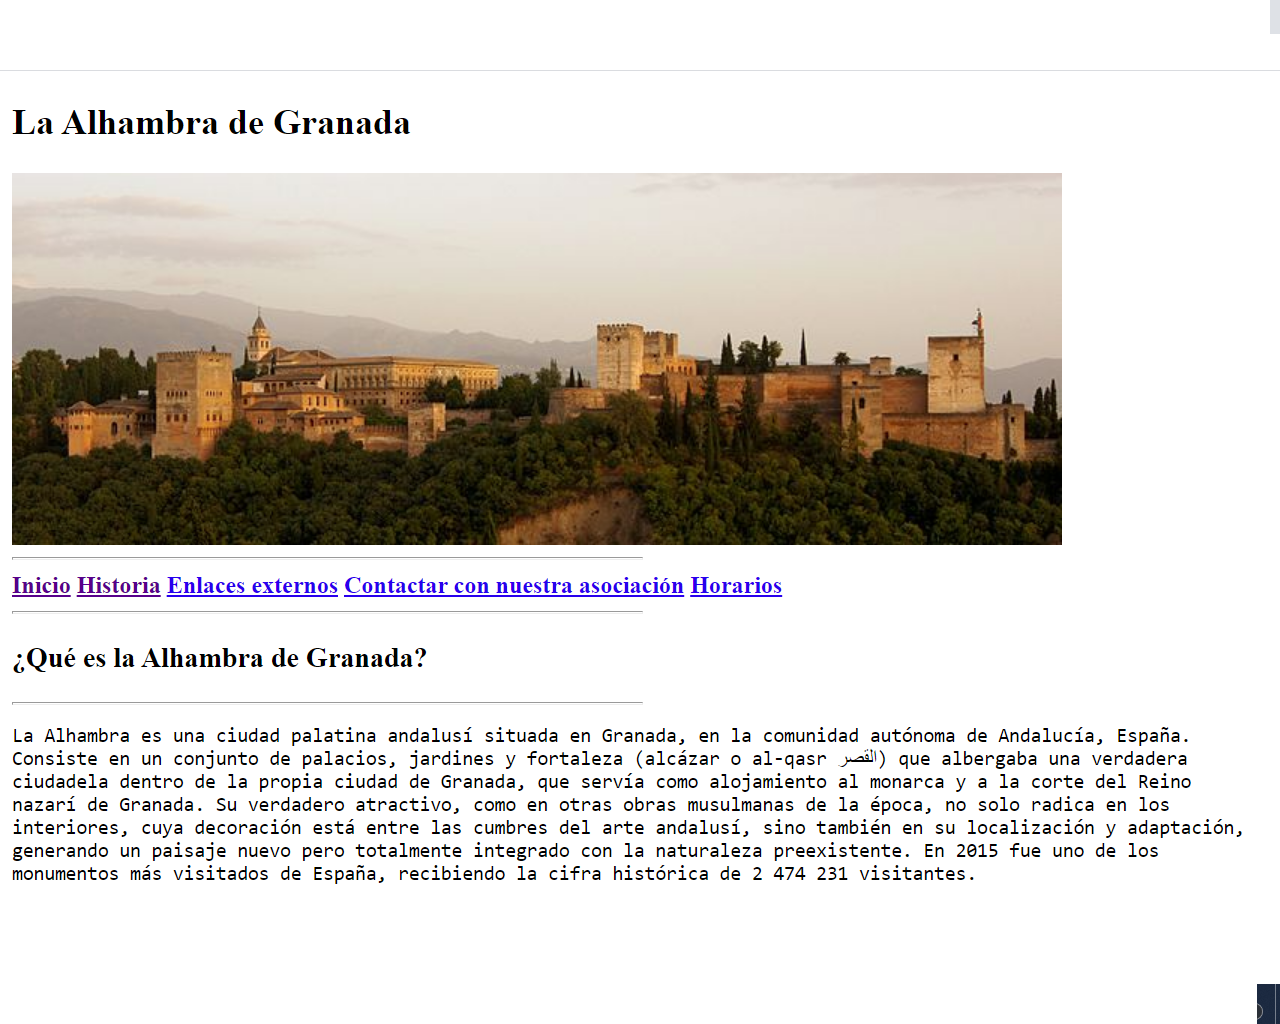 La Alhambra de Granada
Inicio Historia Enlaces externos Contactar con nuestra asociación Horarios
¿Qué es la Alhambra de Granada?
La Alhambra es una ciudad palatina andalusí situada en Granada, en la comunidad autónoma de Andalucía, España.
Consiste en un conjunto de palacios, jardines y fortaleza (alcázar o al-qasr القصر) que albergaba una verdadera
ciudadela dentro de la propia ciudad de Granada, que servía como alojamiento al monarca y a la corte del Reino
nazarí de Granada. Su verdadero atractivo, como en otras obras musulmanas de la época, no solo radica en los
interiores, cuya decoración está entre las cumbres del arte andalusí, sino también en su localización y adaptación,
generando un paisaje nuevo pero totalmente integrado con la naturaleza preexistente. En 2015 fue uno de los
monumentos más visitados de España, recibiendo la cifra histórica de 2 474 231 visitantes.